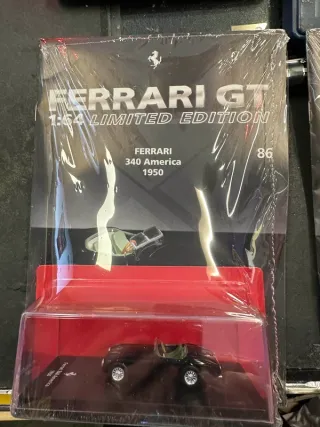 FERRARI GT
1:64 LIMITED EDITION
FERRARI
340 America
1950
86